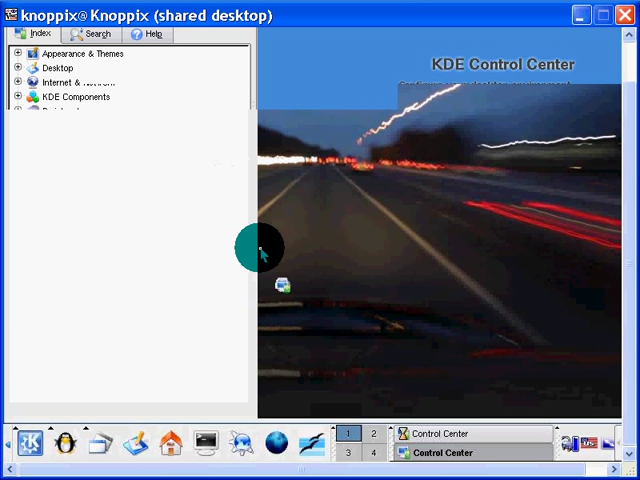 knoppix@ Knoppix (shared desktop)
Index Search Help
KDE Control Center
Appearance & Themes
Desktop
Internet &
KDE Components
1 2 Control Center
3 4 Control Center
us